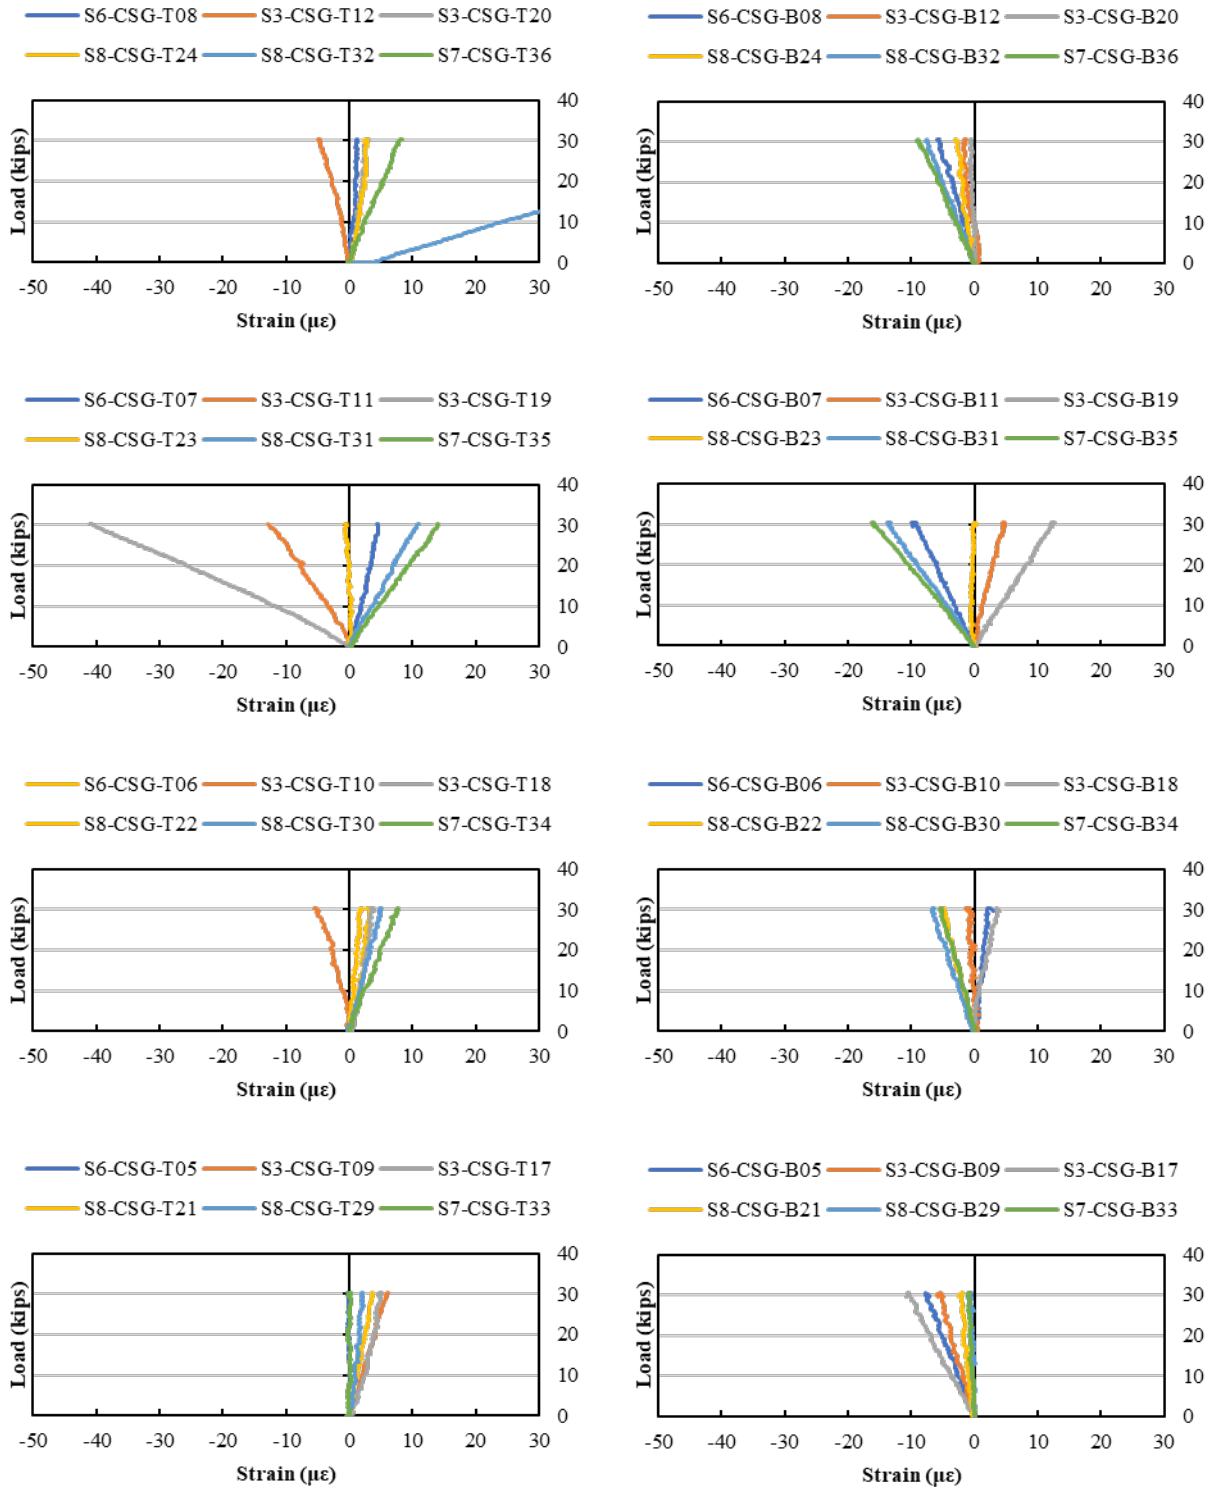 S6-CSG-T08 S3-CSG-T12 S3-CSG-T20
S8-CSG-T24 S8-CSG-T32 S7-CSG-T36
40
30
20
10
0
Load (kips)
-50 -40 -30 -20 -10 0 10 20 30
Strain (με)
S6-CSG-B08 S3-CSG-B12 S3-CSG-B20
S8-CSG-B24 S8-CSG-B32 S7-CSG-B36
40
30
20
10
0
Load (kips)
-50 -40 -30 -20 -10 0 10 20 30
Strain (με)
S6-CSG-T07 S3-CSG-T11 S3-CSG-T19
S8-CSG-T23 S8-CSG-T31 S7-CSG-T35
40
30
20
10
0
Load (kips)
-50 -40 -30 -20 -10 0 10 20 30
Strain (με)
S6-CSG-B07 S3-CSG-B11 S3-CSG-B19
S8-CSG-B23 S8-CSG-B31 S7-CSG-B35
40
30
20
10
0
Load (kips)
-50 -40 -30 -20 -10 0 10 20 30
Strain (με)
S6-CSG-T06 S3-CSG-T10 S3-CSG-T18
S8-CSG-T22 S8-CSG-T30 S7-CSG-T34
40
30
20
10
0
Load (kips)
-50 -40 -30 -20 -10 0 10 20 30
Strain (με)
S6-CSG-B06 S3-CSG-B10 S3-CSG-B18
S8-CSG-B22 S8-CSG-B30 S7-CSG-B34
40
30
20
10
0
Load (kips)
-50 -40 -30 -20 -10 0 10 20 30
Strain (με)
S6-CSG-T05 S3-CSG-T09 S3-CSG-T17
S8-CSG-T21 S8-CSG-T29 S7-CSG-T33
40
30
20
10
0
Load (kips)
-50 -40 -30 -20 -10 0 10 20 30
Strain (με)
S6-CSG-B05 S3-CSG-B09 S3-CSG-B17
S8-CSG-B21 S8-CSG-B29 S7-CSG-B33
40
30
20
10
0
Load (kips)
-50 -40 -30 -20 -10 0 10 20 30
Strain (με)